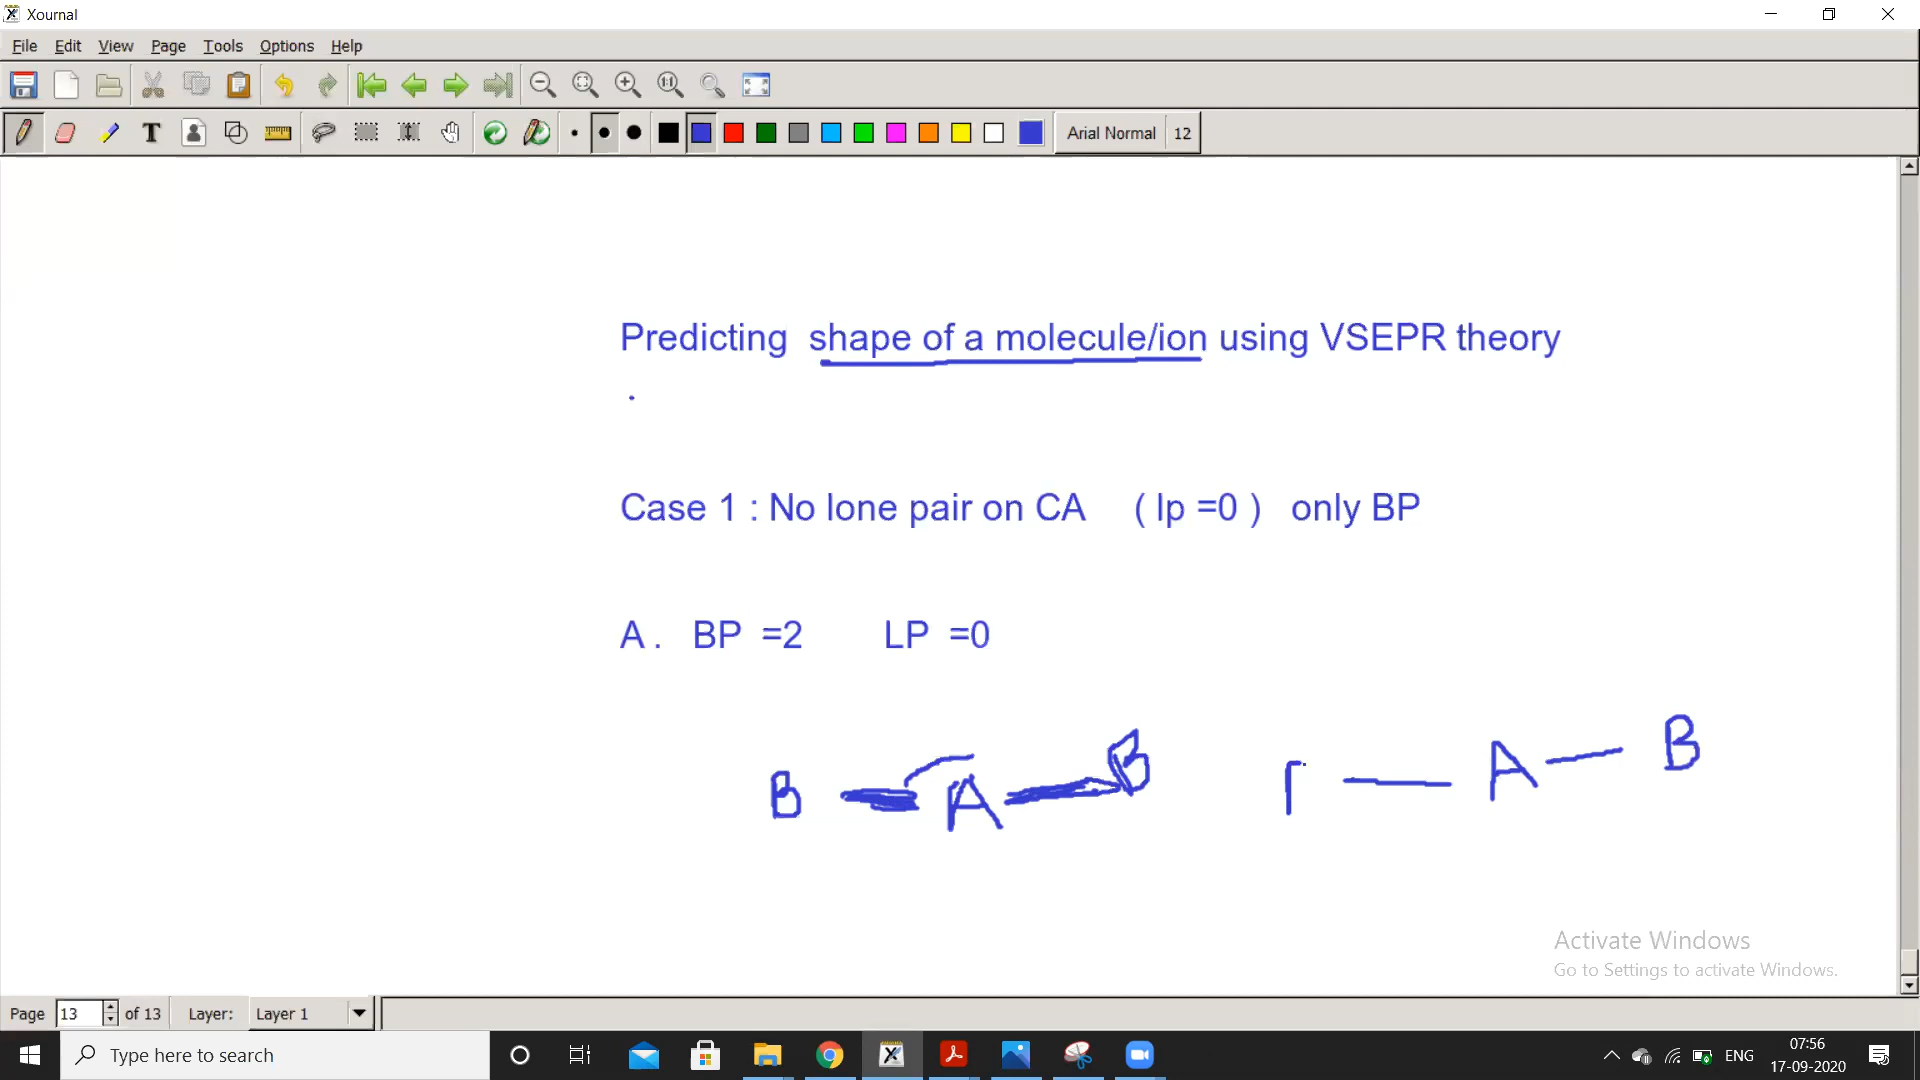 Xournal
File Edit View Page Tools Options Help
Arial Normal 12
Predicting shape of a molecule/ion using VSEPR theory
.
Case 1 : No lone pair on CA ( lp =0 ) only BP
A . BP =2 LP =0
B A B A B
Activate Windows
Go to Settings to activate Windows.
Page 13 of 13 Layer: Layer 1
Type here to search
ENG
07:56
17-09-2020